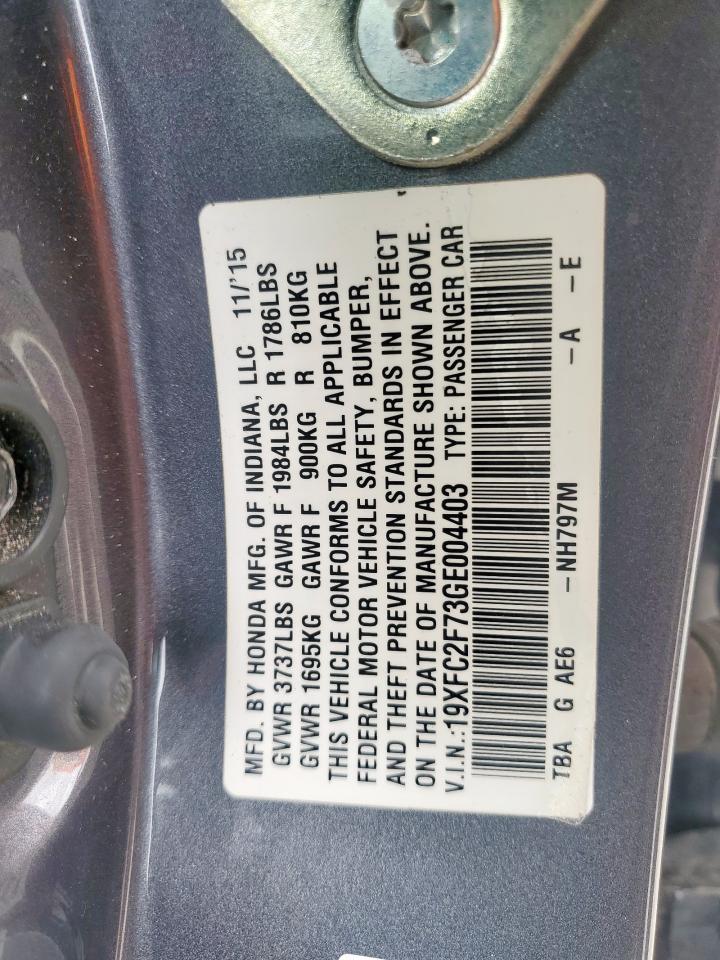 MFD. BY HONDA MFG. OF INDIANA, LLC 11/'15
GVWR 3737LBS GAWR F 1984LBS R 1786LBS
GVWR 1695KG GAWR F 900KG R 810KG
THIS VEHICLE CONFORMS TO ALL APPLICABLE
FEDERAL MOTOR VEHICLE SAFETY, BUMPER,
AND THEFT PREVENTION STANDARDS IN EFFECT
ON THE DATE OF MANUFACTURE SHOWN ABOVE.
V.I.N.:19XFC2F73GE004403 TYPE: PASSENGER CAR
TBA G AE6 -NH797M -A -E